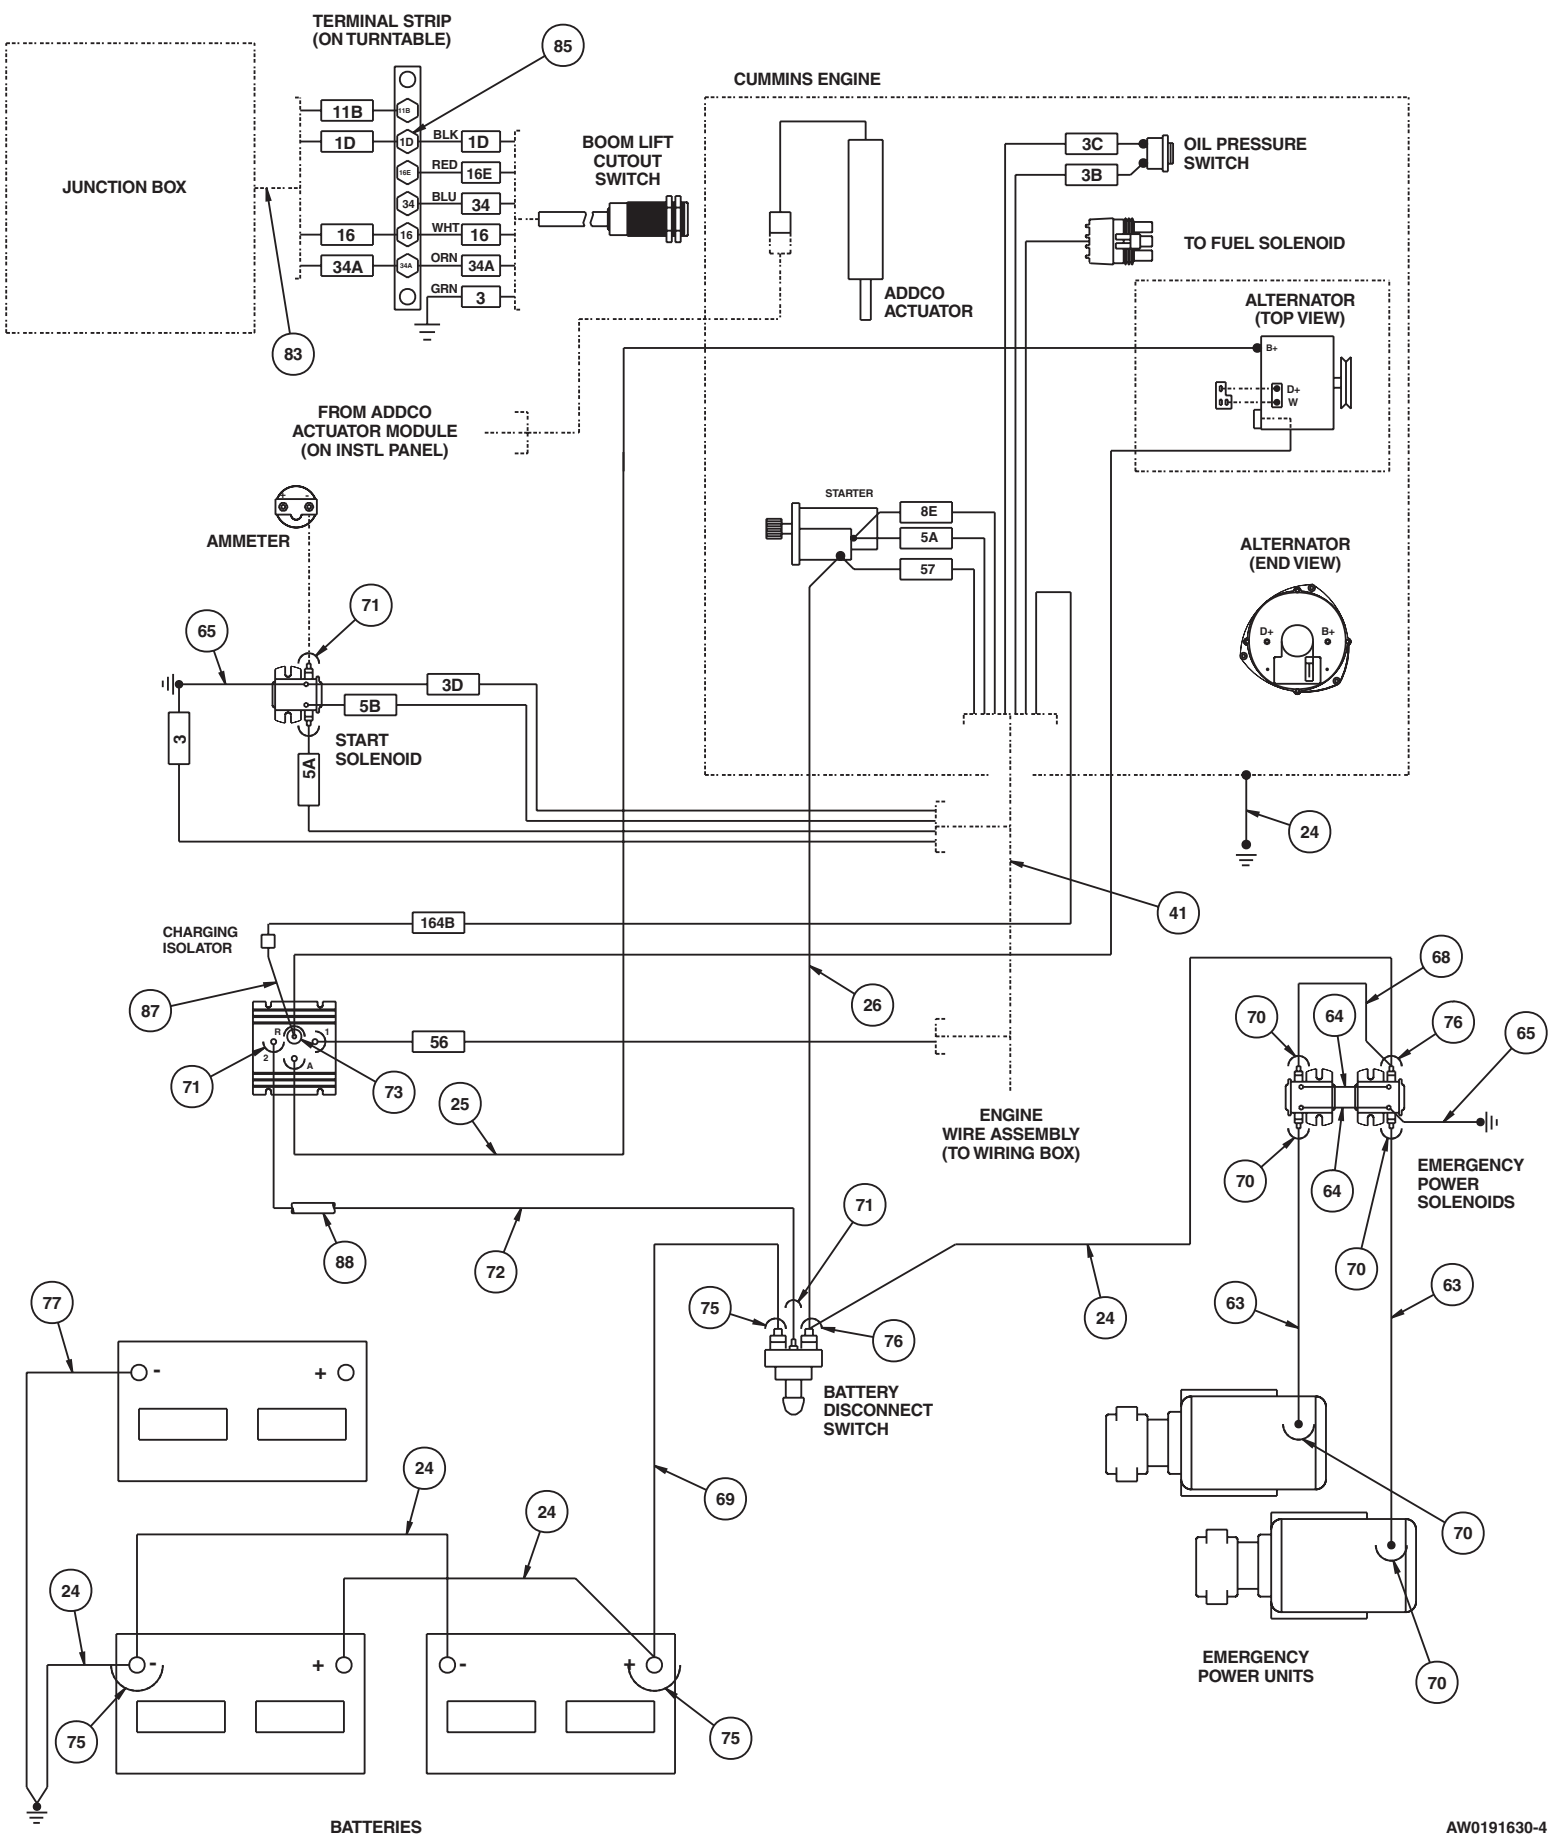 TERMINAL STRIP
(ON TURNTABLE)
85
CUMMINS ENGINE
JUNCTION BOX
11B
11B
1D
1D
BLK
1D
RED
16E
16E
BLU
34
34
16
16
WHT
16
34A
34A
ORN
34A
GRN
3
83
BOOM LIFT
CUTOUT
SWITCH
3C
3B
OIL PRESSURE
SWITCH
TO FUEL SOLENOID
ADDCO
ACTUATOR
ALTERNATOR
(TOP VIEW)
B+
D+
W
FROM ADDCO
ACTUATOR MODULE
(ON INSTL PANEL)
+ -
AMMETER
STARTER
8E
5A
57
ALTERNATOR
(END VIEW)
D+
B+
71
65
3D
5B
3
5A
START
SOLENOID
24
41
164B
CHARGING
ISOLATOR
87
R
1
2
A
56
71
73
25
26
68
70
64
76
65
70
64
70
EMERGENCY
POWER
SOLENOIDS
ENGINE
WIRE ASSEMBLY
(TO WIRING BOX)
88
72
71
75
76
24
63
63
BATTERY
DISCONNECT
SWITCH
77
- +
24
24
69
24
- +
- +
75
75
70
70
EMERGENCY
POWER UNITS
BATTERIES
AW0191630-4